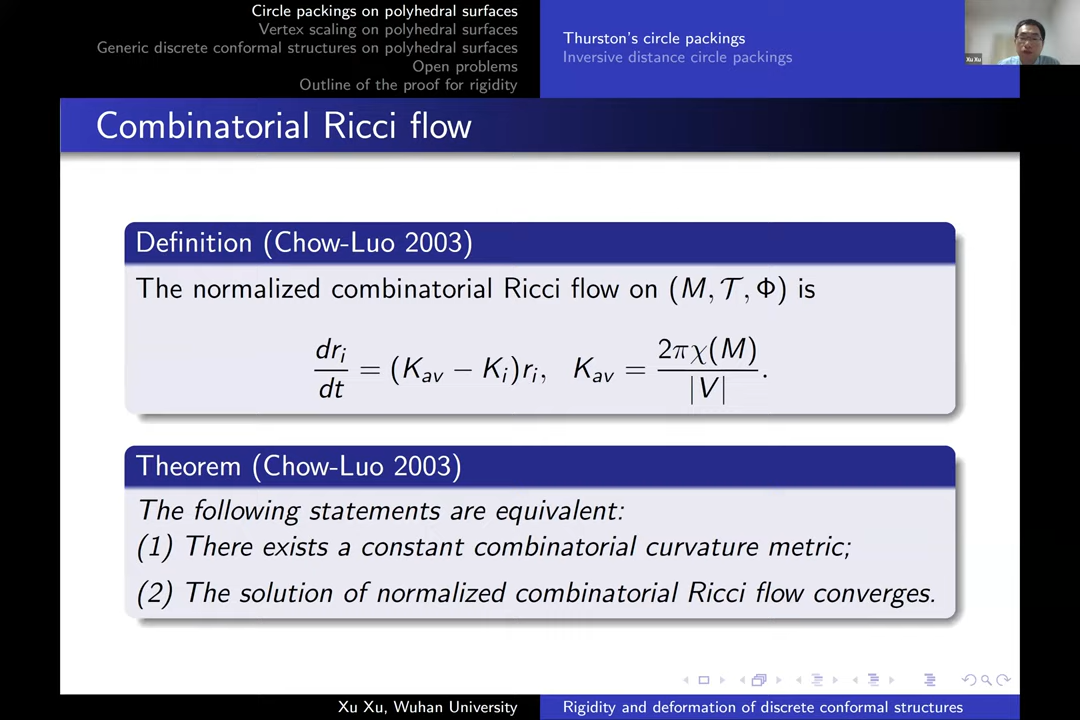 Circle packings on polyhedral surfaces
Vertex scaling on polyhedral surfaces
Generic discrete conformal structures on polyhedral surfaces
Open problems
Outline of the proof for rigidity
Thurston's circle packings
Inversive distance circle packings
Xu Xu
Combinatorial Ricci flow
Definition (Chow-Luo 2003)
The normalized combinatorial Ricci flow on (M, 𝒯, Φ) is
dr_i/dt = (K_av − K_i)r_i, K_av = 2πχ(M)/|V|.
Theorem (Chow-Luo 2003)
The following statements are equivalent:
(1) There exists a constant combinatorial curvature metric;
(2) The solution of normalized combinatorial Ricci flow converges.
Xu Xu, Wuhan University
Rigidity and deformation of discrete conformal structures